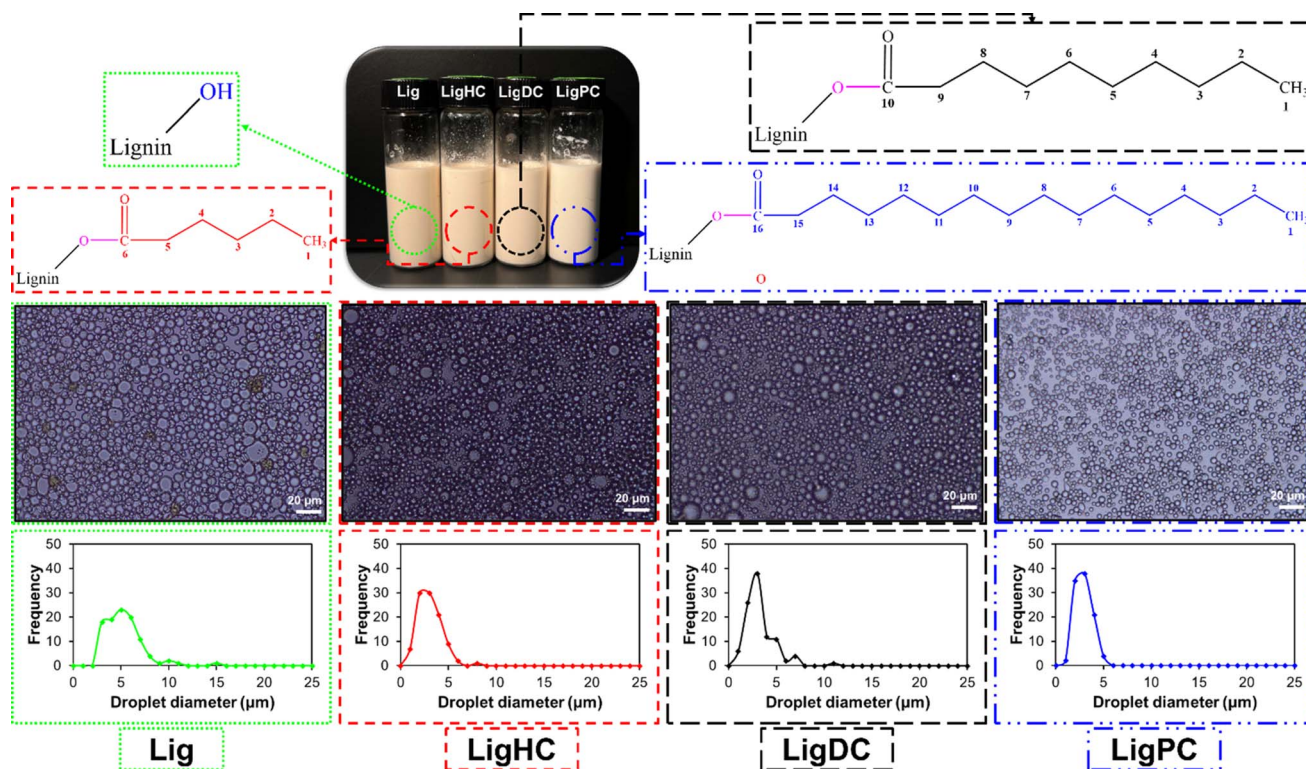 Lig LigHC LigDC LigPC
OH
Lignin
O
O
Lignin
10
9
8
7
6
5
4
3
2
CH₃
1
O
O
Lignin
6
5
4
3
2
CH₃
1
O
O
Lignin
16
15
14
13
12
11
10
9
8
7
6
5
4
3
2
CH₃
1
O
20 μm
20 μm
20 μm
20 μm
Frequency
50
40
30
20
10
0
0 5 10 15 20 25
Droplet diameter (μm)
Frequency
50
40
30
20
10
0
0 5 10 15 20 25
Droplet diameter (μm)
Frequency
50
40
30
20
10
0
0 5 10 15 20 25
Droplet diameter (μm)
Frequency
50
40
30
20
10
0
0 5 10 15 20 25
Droplet diameter (μm)
Lig
LigHC
LigDC
LigPC